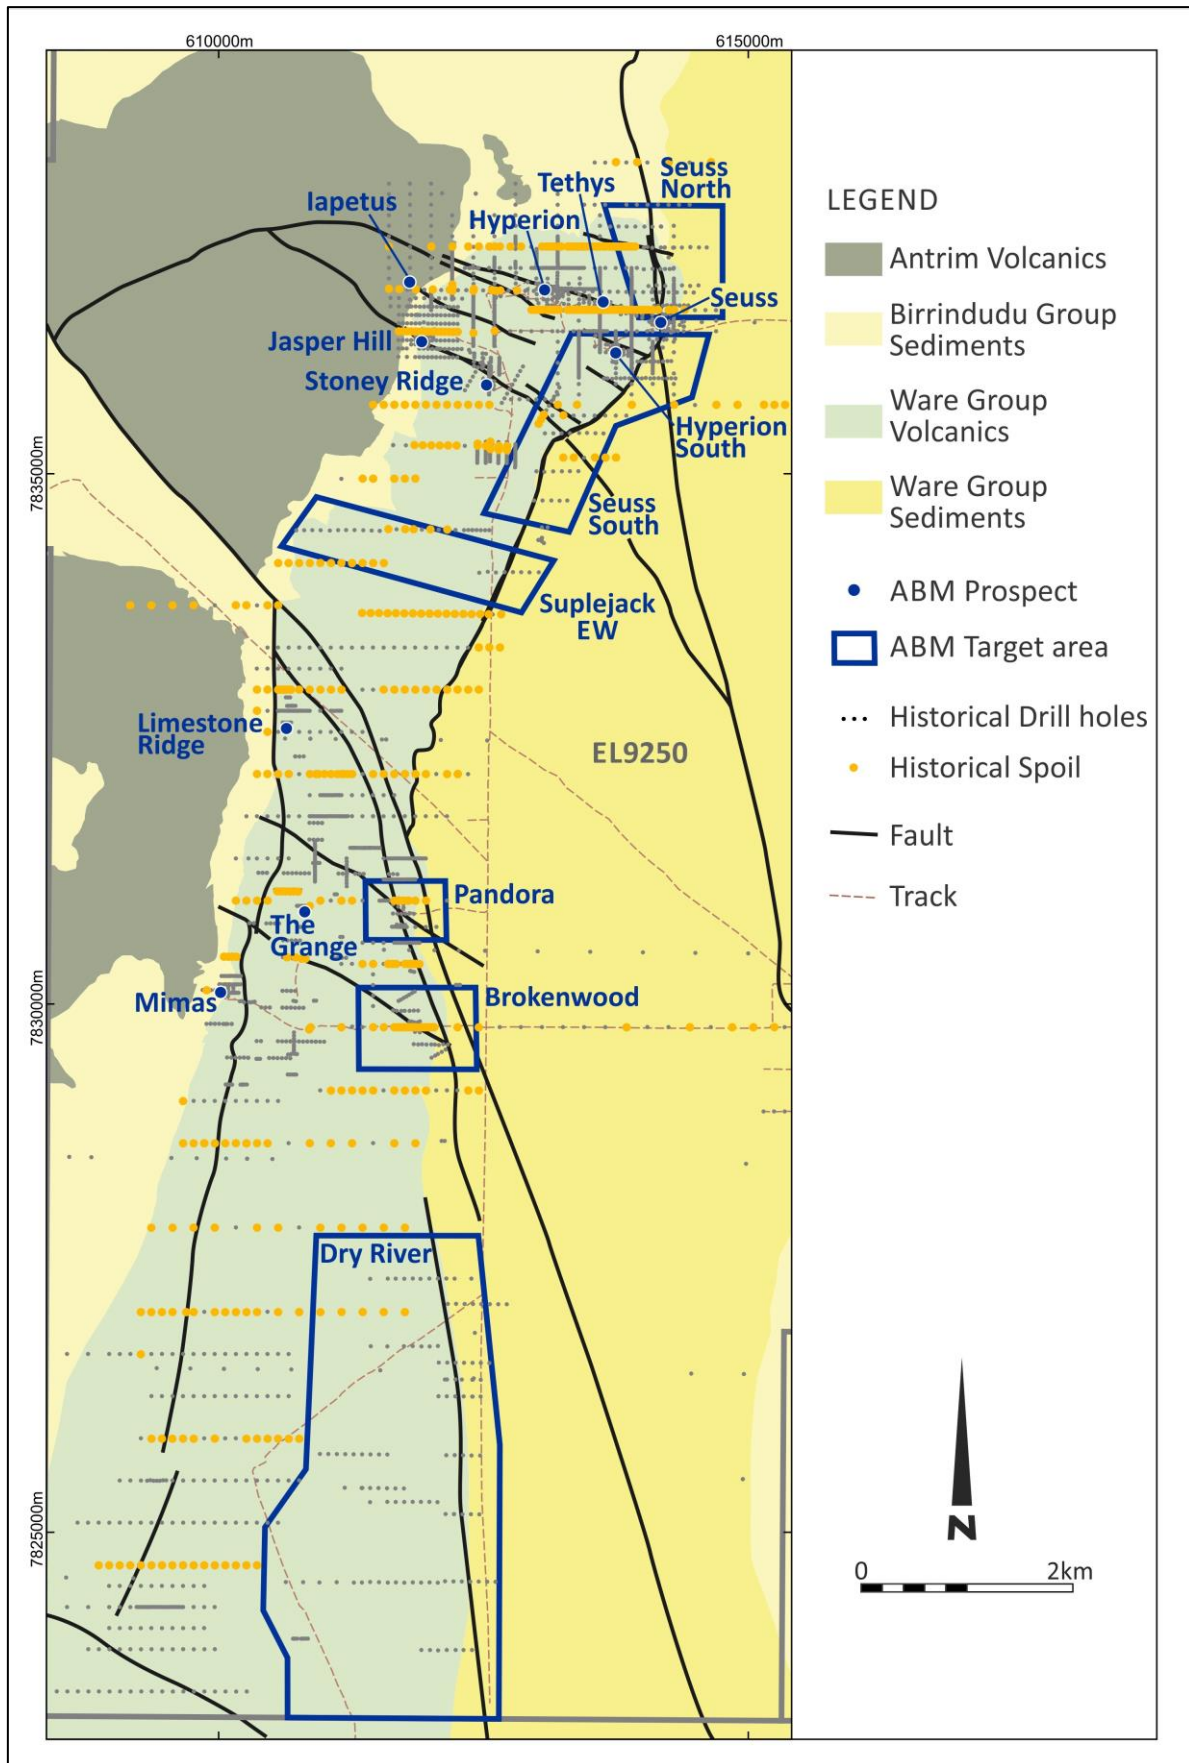 610000m
615000m
7835000m
7830000m
7825000m
Iapetus
Tethys
Hyperion
Seuss
North
Seuss
Jasper Hill
Stoney Ridge
Hyperion
South
Seuss
South
Suplejack
EW
Limestone
Ridge
EL9250
Pandora
The
Grange
Mimas
Brokenwood
Dry River
LEGEND
Antrim Volcanics
Birrindudu Group
Sediments
Ware Group
Volcanics
Ware Group
Sediments
ABM Prospect
ABM Target area
Historical Drill holes
Historical Spoil
Fault
Track
N
0 2km